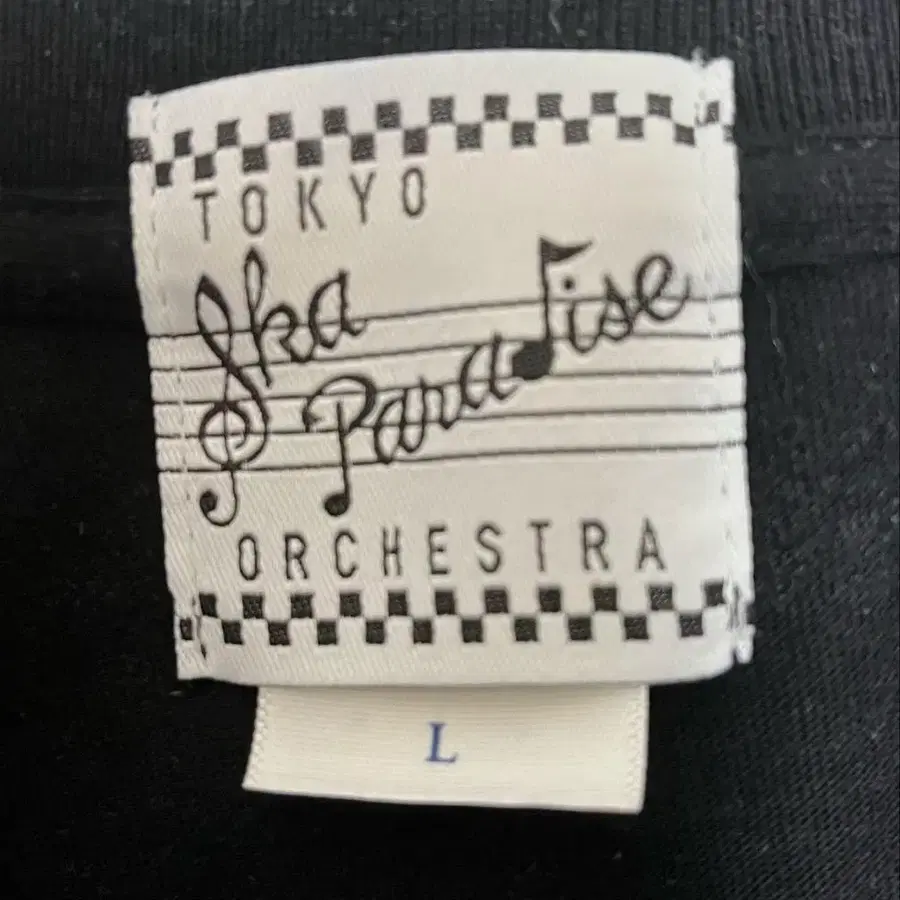 TOKYO
Ska
Paradise
ORCHESTRA
L